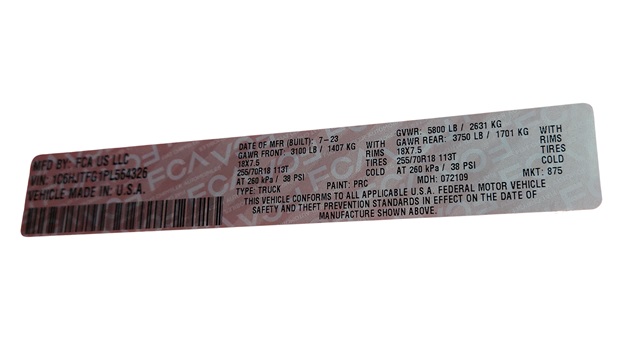 MFD BY: FCA US LLC
VIN: 1C6HJTFG1PL564326
VEHICLE MADE IN: U.S.A.
DATE OF MFR (BUILT): 7-23
GAWR FRONT: 3100 LB / 1407 KG WITH
18X7.5 RIMS
255/70R18 113T TIRES
AT 260 kPa / 38 PSI COLD
TYPE: TRUCK
GVWR: 5800 LB / 2631 KG
GAWR REAR: 3750 LB / 1701 KG WITH
18X7.5 RIMS
255/70R18 113T TIRES
AT 260 kPa / 38 PSI COLD
PAINT: PRC MDH: 072109 MKT: 875
THIS VEHICLE CONFORMS TO ALL APPLICABLE U.S.A. FEDERAL MOTOR VEHICLE
SAFETY AND THEFT PREVENTION STANDARDS IN EFFECT ON THE DATE OF
MANUFACTURE SHOWN ABOVE.